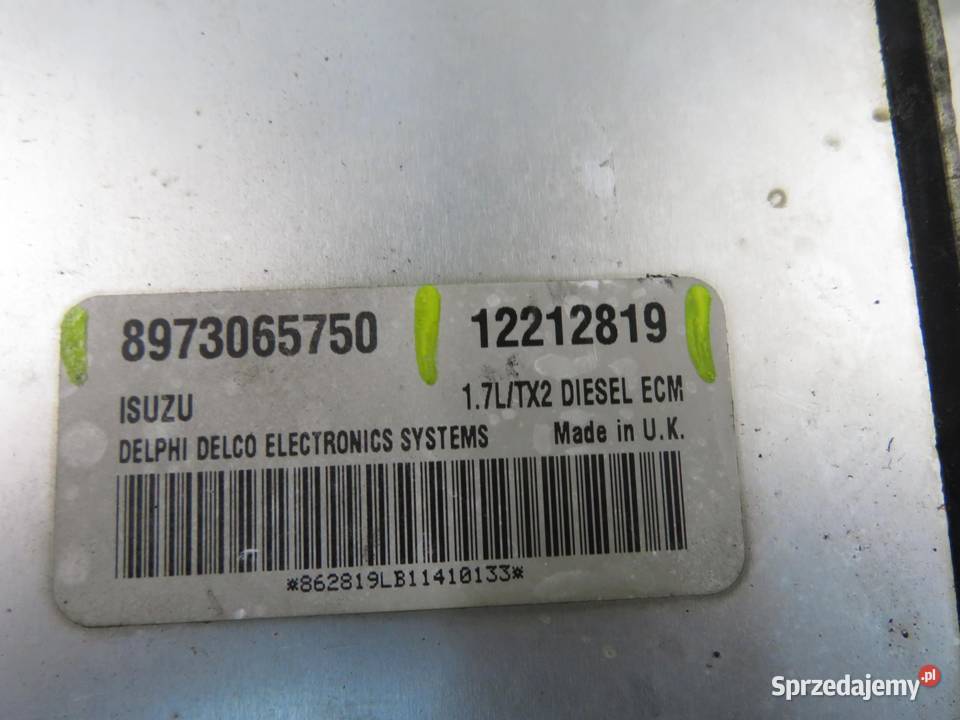 8973065750 12212819
ISUZU 1.7L/TX2 DIESEL ECM
DELPHI DELCO ELECTRONICS SYSTEMS Made in U.K.
*862819LB11410133*
Sprzedajemy.pl